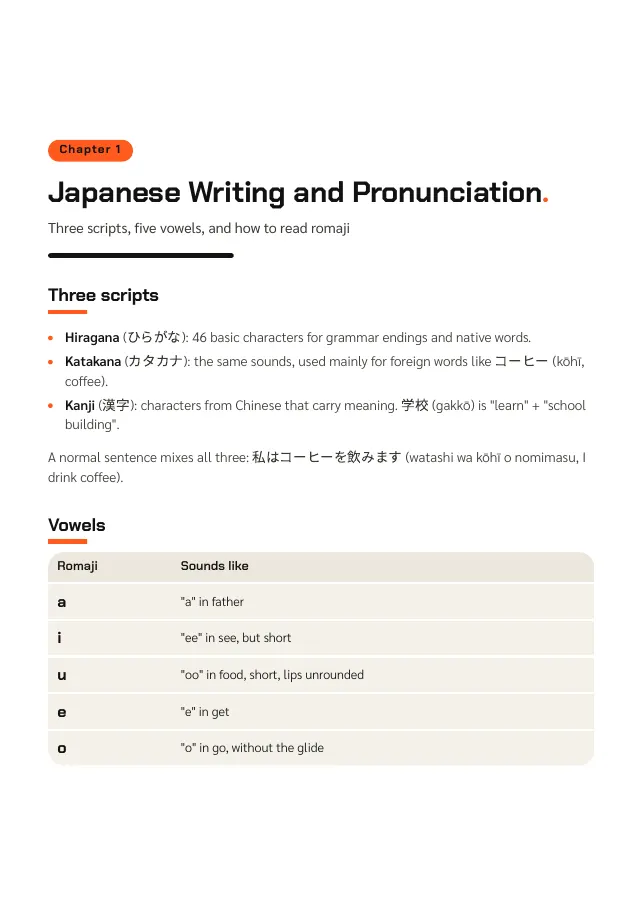 Chapter 1
Japanese Writing and Pronunciation.
Three scripts, five vowels, and how to read romaji
Three scripts
• Hiragana (ひらがな): 46 basic characters for grammar endings and native words.
• Katakana (カタカナ): the same sounds, used mainly for foreign words like コーヒー (kōhī,
coffee).
• Kanji (漢字): characters from Chinese that carry meaning. 学校 (gakkō) is "learn" + "school
building".
A normal sentence mixes all three: 私はコーヒーを飲みます (watashi wa kōhī o nomimasu, I
drink coffee).
Vowels
Romaji Sounds like
a "a" in father
i "ee" in see, but short
u "oo" in food, short, lips unrounded
e "e" in get
o "o" in go, without the glide